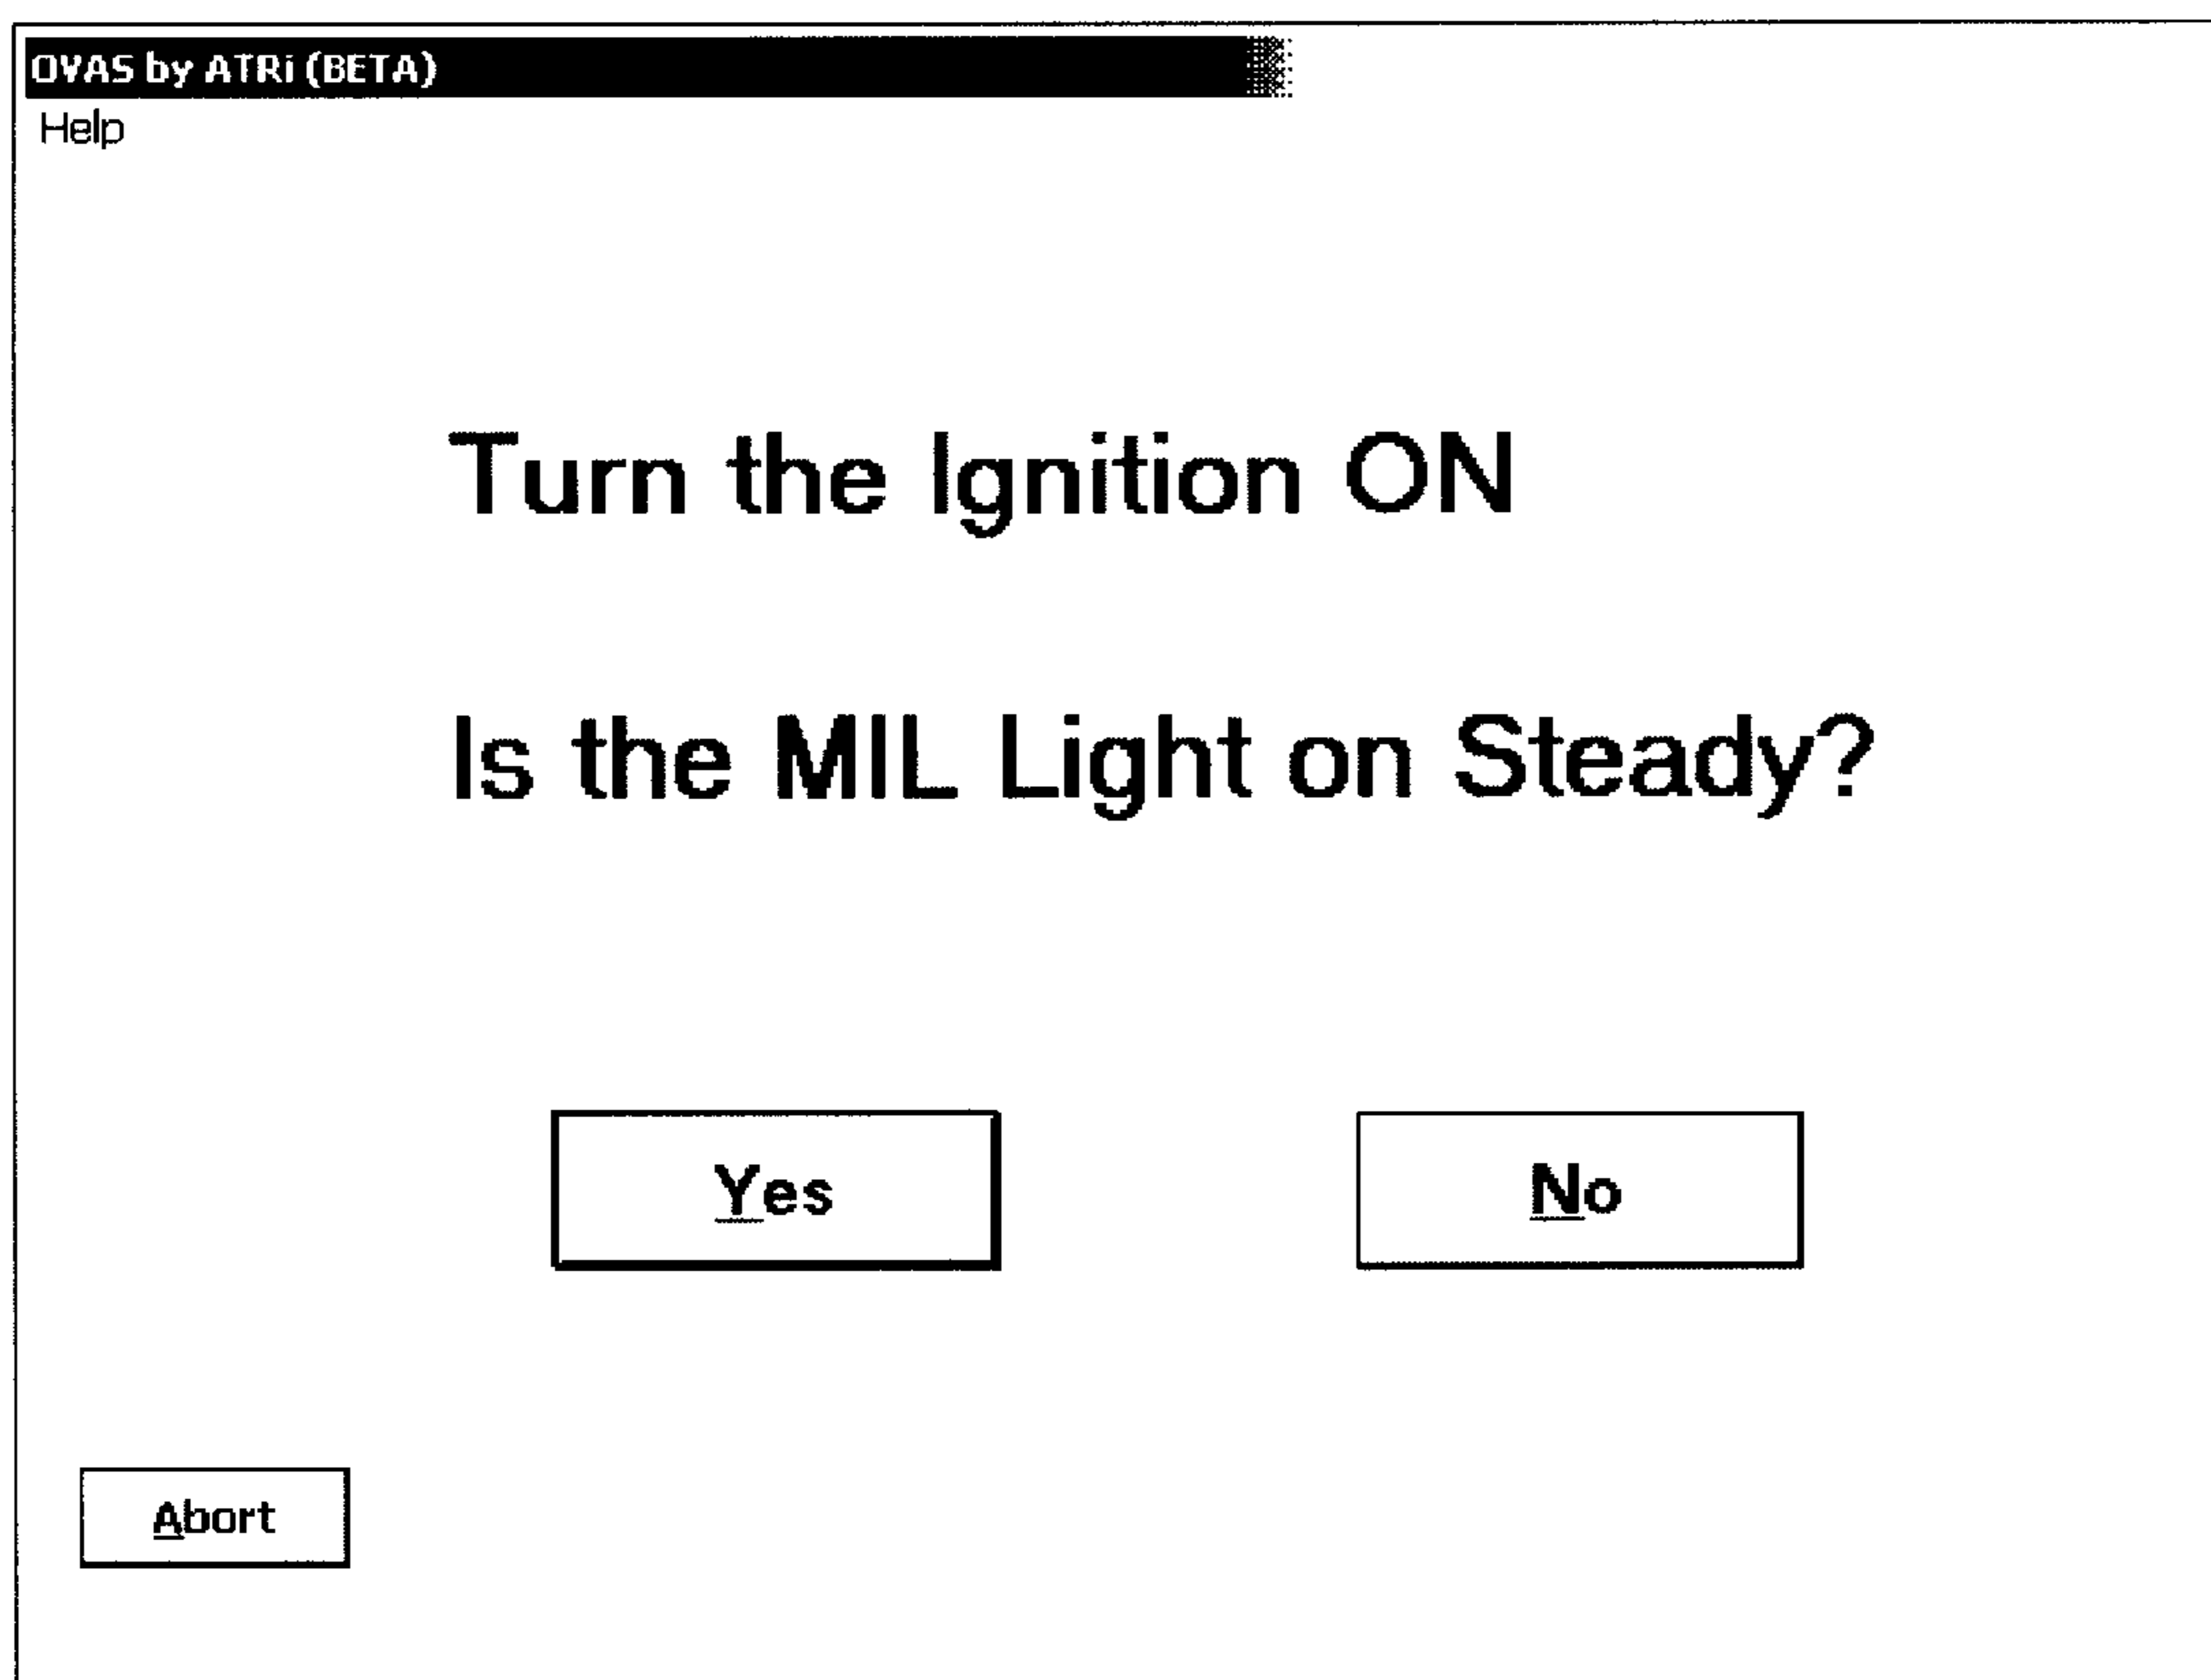 OVAS by ATRi (BETA)
Help
Turn the Ignition ON
Is the MIL Light on Steady?
Yes
No
Abort